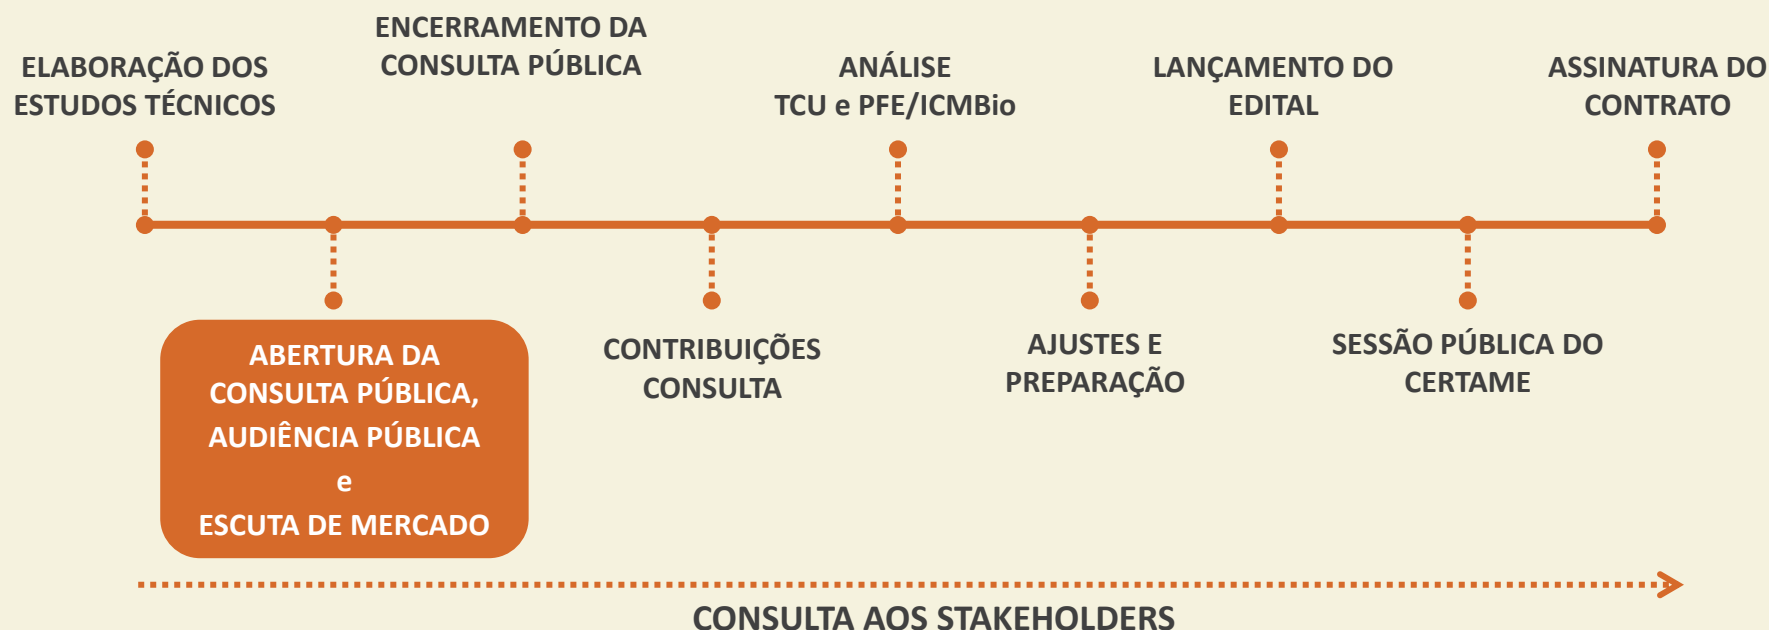 ELABORAÇÃO DOS
ESTUDOS TÉCNICOS
ENCERRAMENTO DA
CONSULTA PÚBLICA
ANÁLISE
TCU e PFE/ICMBio
LANÇAMENTO DO
EDITAL
ASSINATURA DO
CONTRATO
ABERTURA DA
CONSULTA PÚBLICA,
AUDIÊNCIA PÚBLICA
e
ESCUTA DE MERCADO
CONTRIBUIÇÕES
CONSULTA
AJUSTES E
PREPARAÇÃO
SESSÃO PÚBLICA DO
CERTAME
CONSULTA AOS STAKEHOLDERS